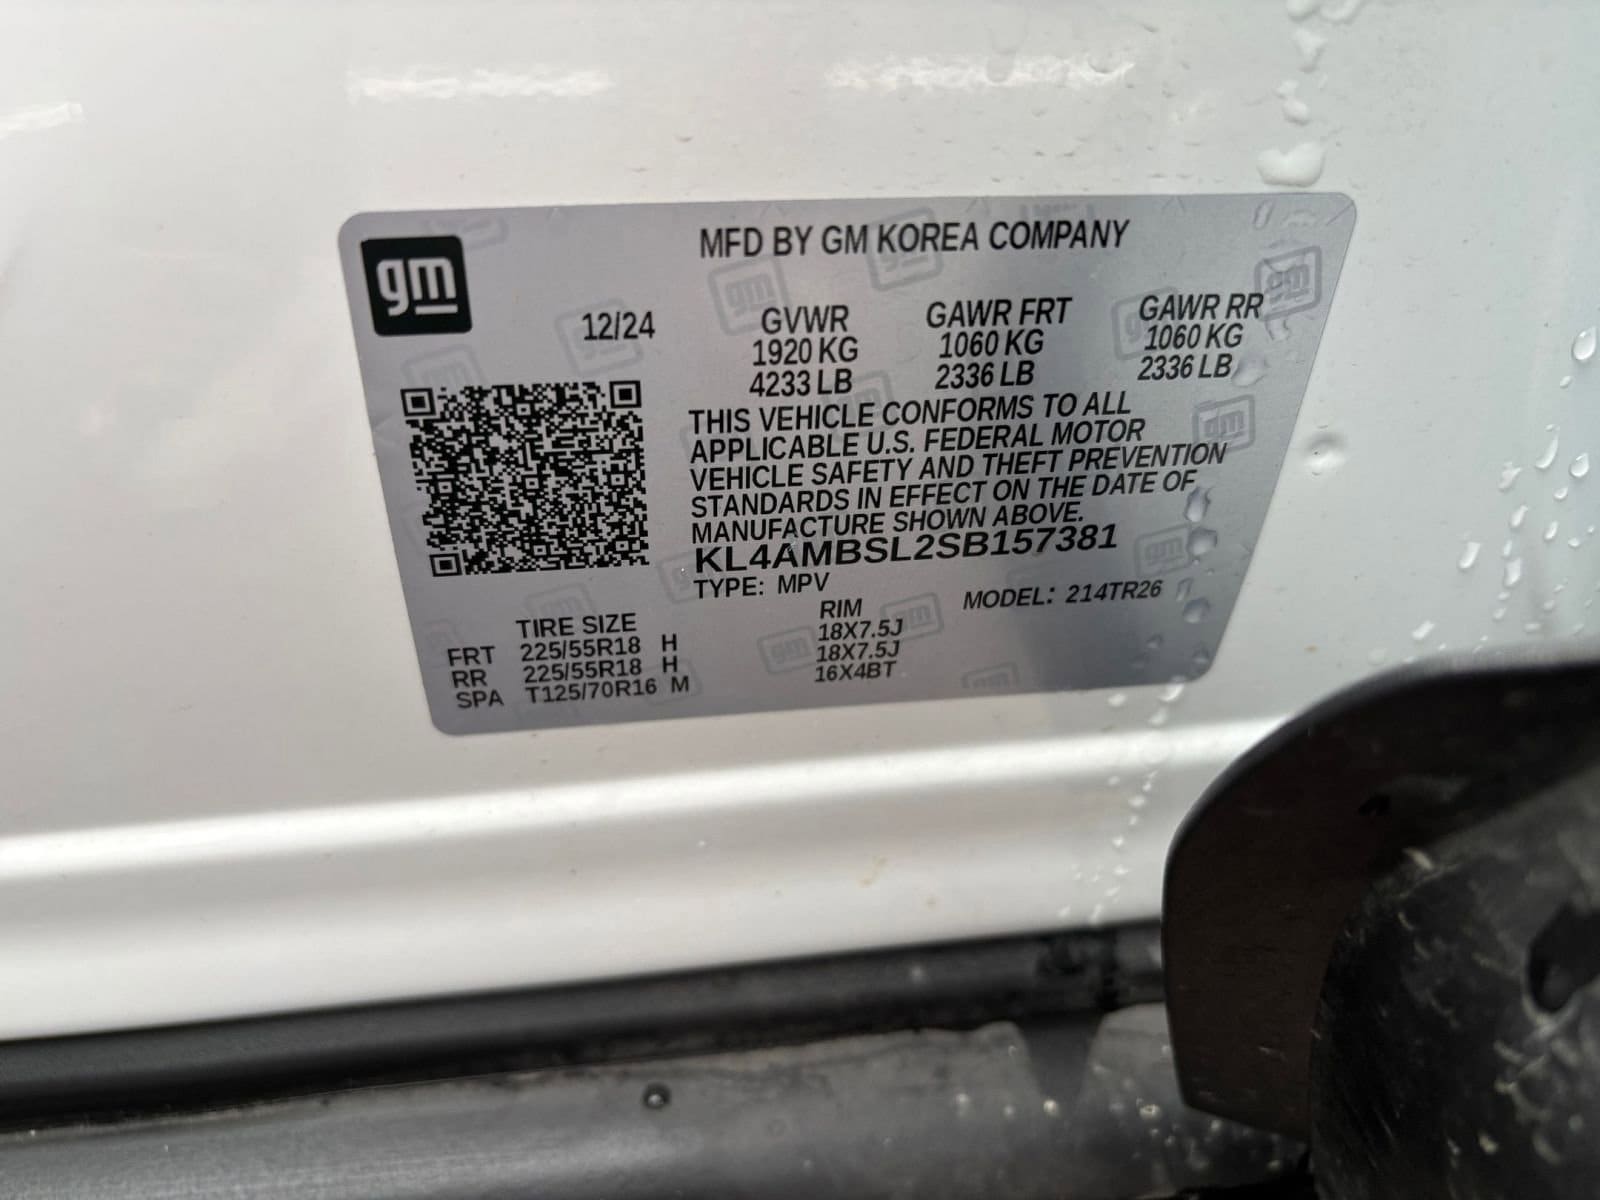 gm
MFD BY GM KOREA COMPANY
12/24 GVWR GAWR FRT GAWR RR
1920 KG 1060 KG 1060 KG
4233 LB 2336 LB 2336 LB
THIS VEHICLE CONFORMS TO ALL
APPLICABLE U.S. FEDERAL MOTOR
VEHICLE SAFETY AND THEFT PREVENTION
STANDARDS IN EFFECT ON THE DATE OF
MANUFACTURE SHOWN ABOVE.
KL4AMBSL2SB157381
TYPE: MPV MODEL: 214TR26
TIRE SIZE RIM
FRT 225/55R18 H 18X7.5J
RR 225/55R18 H 18X7.5J
SPA T125/70R16 M 16X4BT